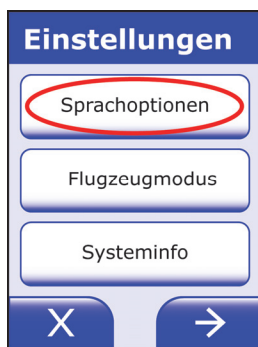 Einstellungen
Sprachoptionen
Flugzeugmodus
Systeminfo
X →